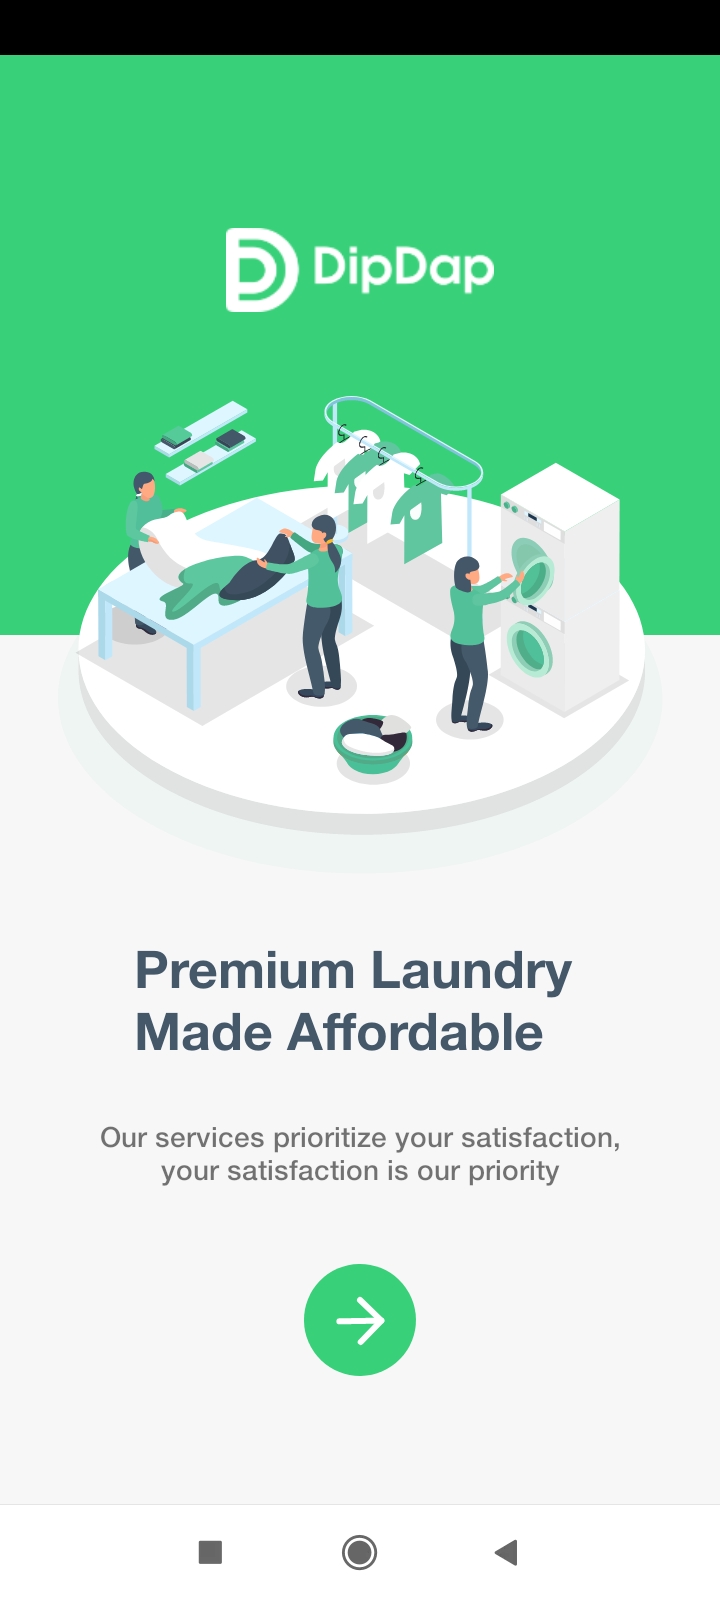 DipDap
Premium Laundry
Made Affordable
Our services prioritize your satisfaction,
your satisfaction is our priority